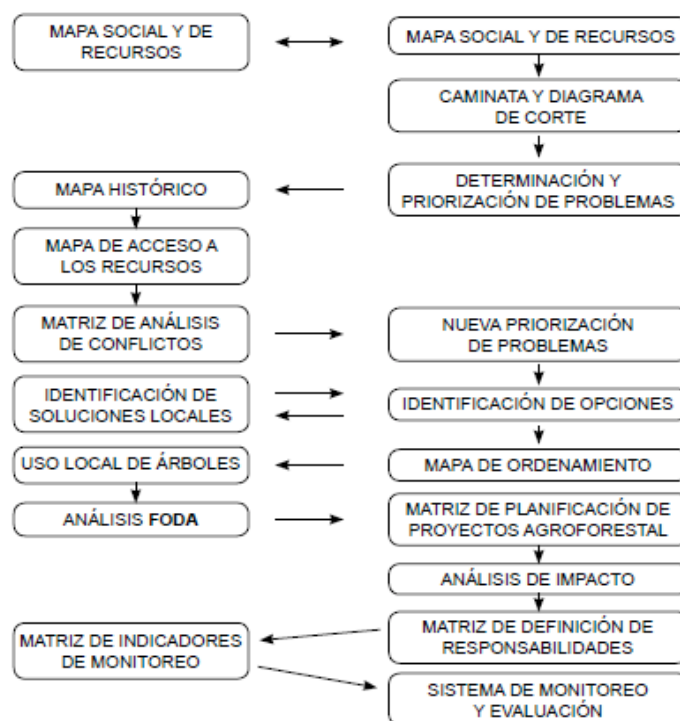 MAPA SOCIAL Y DE
RECURSOS
MAPA SOCIAL Y DE RECURSOS
CAMINATA Y DIAGRAMA
DE CORTE
DETERMINACIÓN Y
PRIORIZACIÓN DE PROBLEMAS
MAPA HISTÓRICO
MAPA DE ACCESO A
LOS RECURSOS
MATRIZ DE ANÁLISIS
DE CONFLICTOS
NUEVA PRIORIZACIÓN
DE PROBLEMAS
IDENTIFICACIÓN DE
SOLUCIONES LOCALES
IDENTIFICACIÓN DE OPCIONES
MAPA DE ORDENAMIENTO
USO LOCAL DE ÁRBOLES
ANÁLISIS FODA
MATRIZ DE PLANIFICACIÓN DE
PROYECTOS AGROFORESTAL
ANÁLISIS DE IMPACTO
MATRIZ DE DEFINICIÓN DE
RESPONSABILIDADES
MATRIZ DE INDICADORES
DE MONITOREO
SISTEMA DE MONITOREO
Y EVALUACIÓN